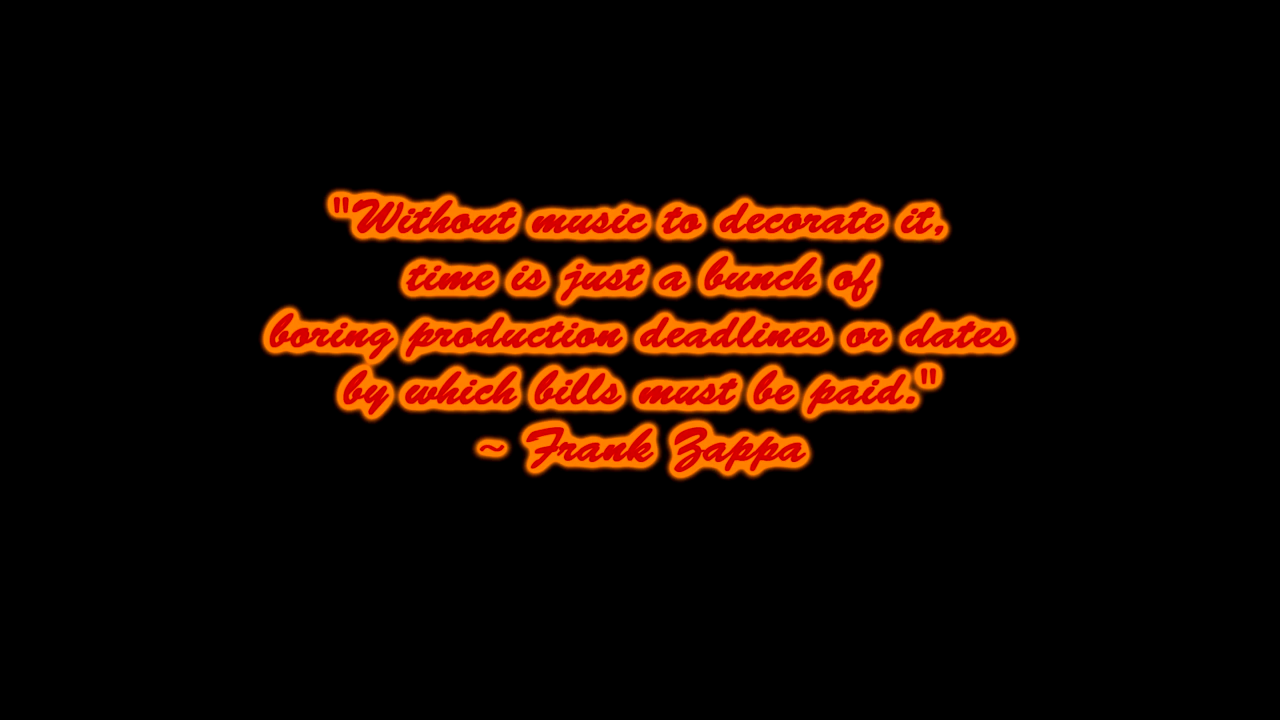 "Without music to decorate it,
time is just a bunch of
boring production deadlines or dates
by which bills must be paid."
~ Frank Zappa